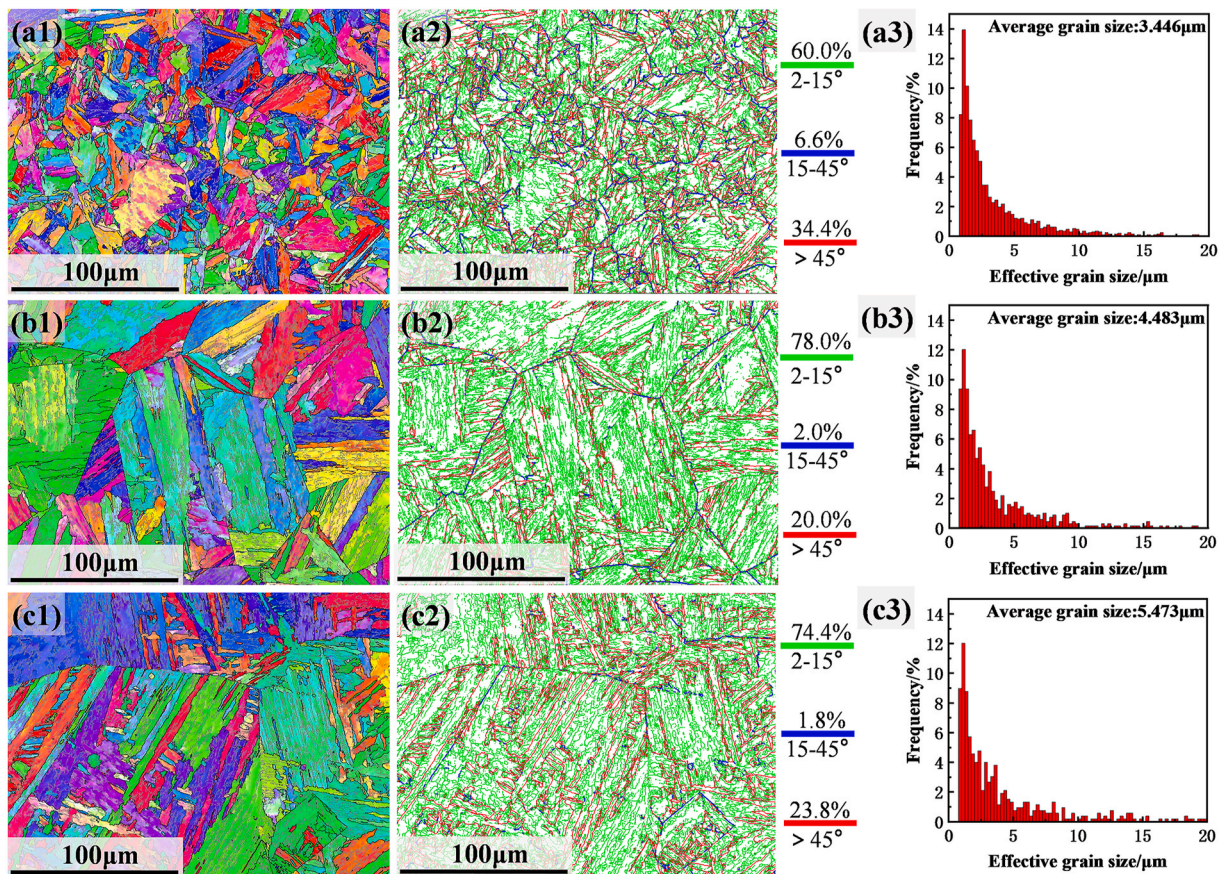 (a1)
100μm
(a2)
100μm
60.0%
2-15°
6.6%
15-45°
34.4%
> 45°
(a3)
Average grain size:3.446μm
Frequency/%
14
12
10
8
6
4
2
0
0 5 10 15 20
Effective grain size/μm
(b1)
100μm
(b2)
100μm
78.0%
2-15°
2.0%
15-45°
20.0%
> 45°
(b3)
Average grain size:4.483μm
Frequency/%
14
12
10
8
6
4
2
0
0 5 10 15 20
Effective grain size/μm
(c1)
100μm
(c2)
100μm
74.4%
2-15°
1.8%
15-45°
23.8%
> 45°
(c3)
Average grain size:5.473μm
Frequency/%
14
12
10
8
6
4
2
0
0 5 10 15 20
Effective grain size/μm